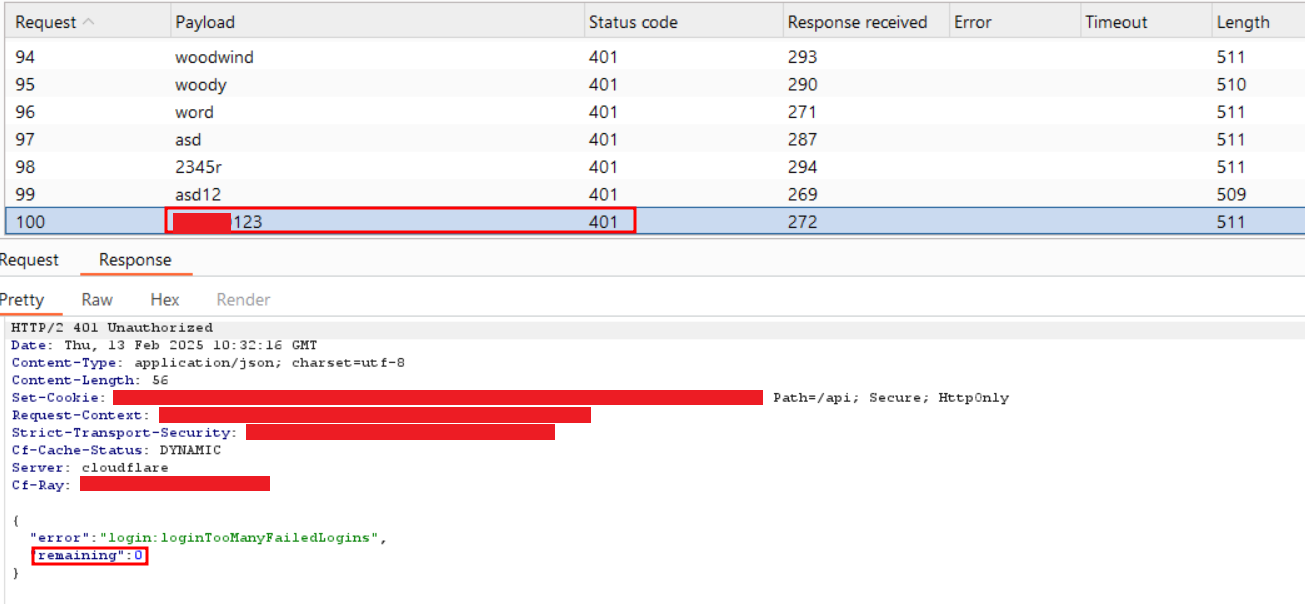 Request Payload Status code Response received Error Timeout Length
94 woodwind 401 293 511
95 woody 401 290 510
96 word 401 271 511
97 asd 401 287 511
98 2345r 401 294 511
99 asd12 401 269 509
100 123 401 272 511
Request Response
Pretty Raw Hex Render
HTTP/2 401 Unauthorized
Date: Thu, 13 Feb 2025 10:32:16 GMT
Content-Type: application/json; charset=utf-8
Content-Length: 56
Set-Cookie: Path=/api; Secure; HttpOnly
Request-Context:
Strict-Transport-Security:
Cf-Cache-Status: DYNAMIC
Server: cloudflare
Cf-Ray:
{
"error":"login:loginTooManyFailedLogins",
"remaining":0
}